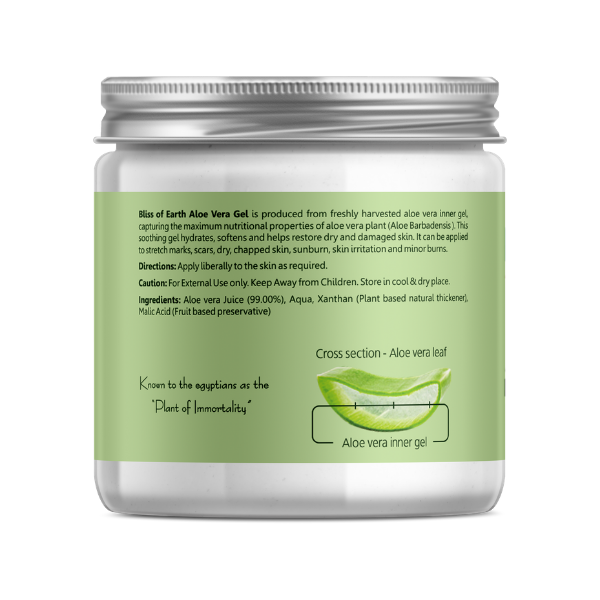 Bliss of Earth Aloe Vera Gel is produced from freshly harvested aloe vera inner gel,
capturing the maximum nutritional properties of aloe vera plant (Aloe Barbadensis ). This
soothing gel hydrates, softens and helps restore dry and damaged skin. It can be applied
to stretch marks, scars, dry, chapped skin, sunburn, skin irritation and minor burns.
Directions: Apply liberally to the skin as required.
Caution: For External Use only. Keep Away from Children. Store in cool & dry place.
Ingredients: Aloe vera Juice (99.00%), Aqua, Xanthan (Plant based natural thickener),
Malic Acid (Fruit based preservative)
Cross section - Aloe vera leaf
Known to the egyptians as the
"Plant of Immortality"
Aloe vera inner gel